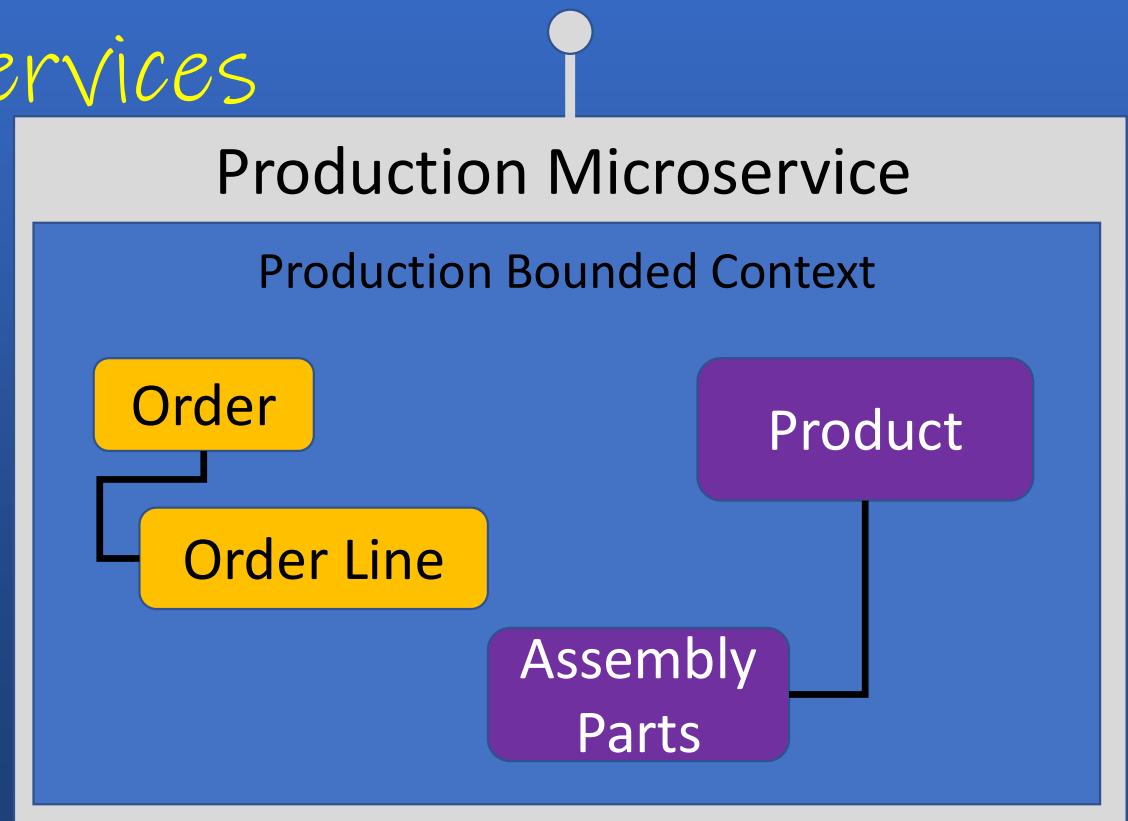 ervices
Production Microservice
Production Bounded Context
Order
Product
Order Line
Assembly
Parts